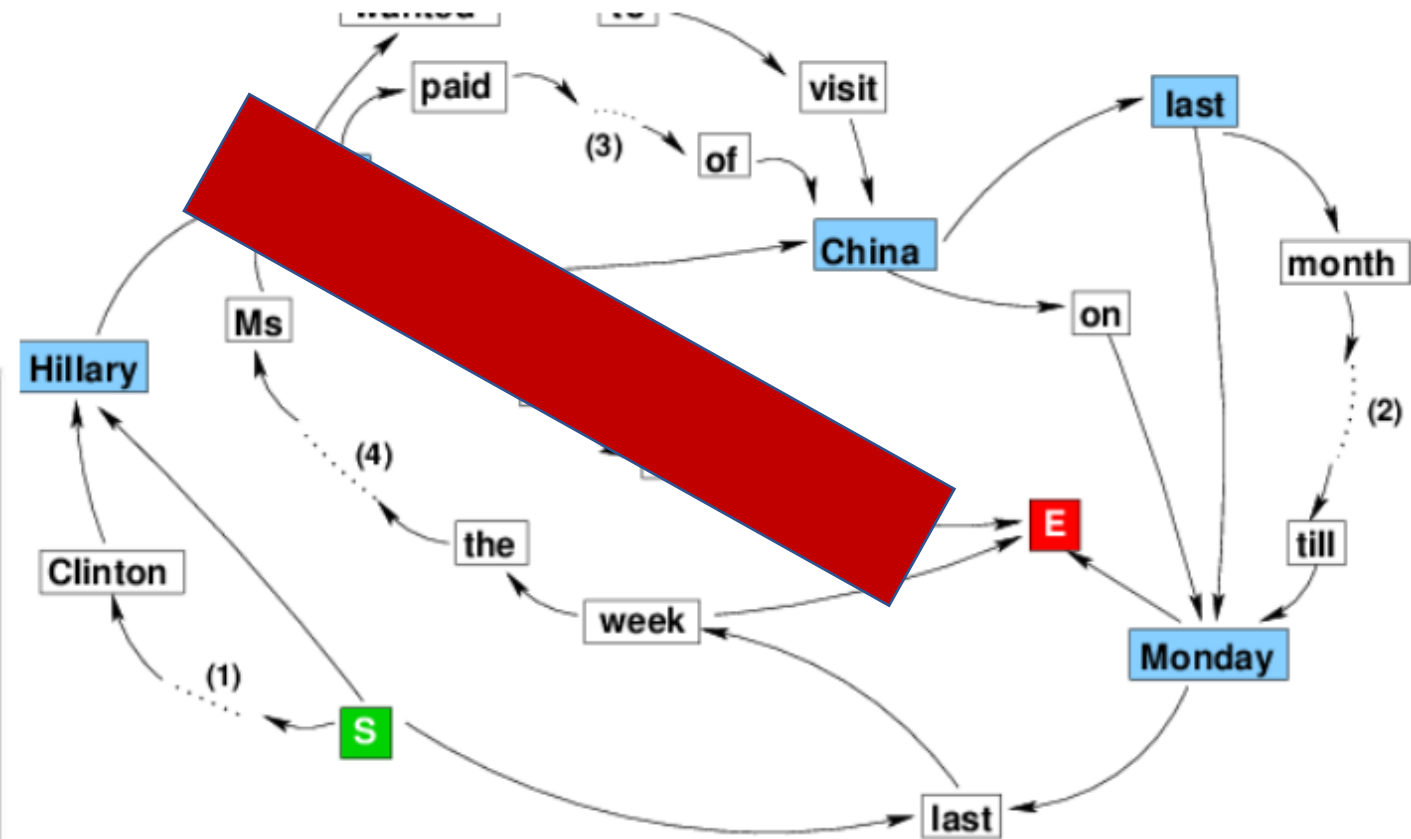 paid
visit
last
(3)
of
China
month
Ms
on
Hillary
(2)
(4)
E
the
till
Clinton
week
Monday
(1)
S
last